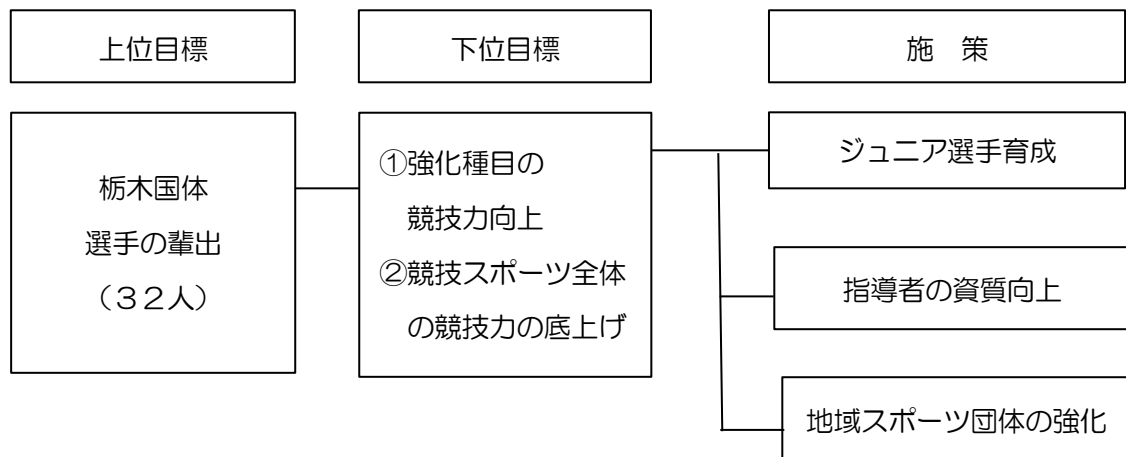 上位目標
下位目標
施　策
栃木国体
選手の輩出
（３２人）
①強化種目の
競技力向上
②競技スポーツ全体
の競技力の底上げ
ジュニア選手育成
指導者の資質向上
地域スポーツ団体の強化